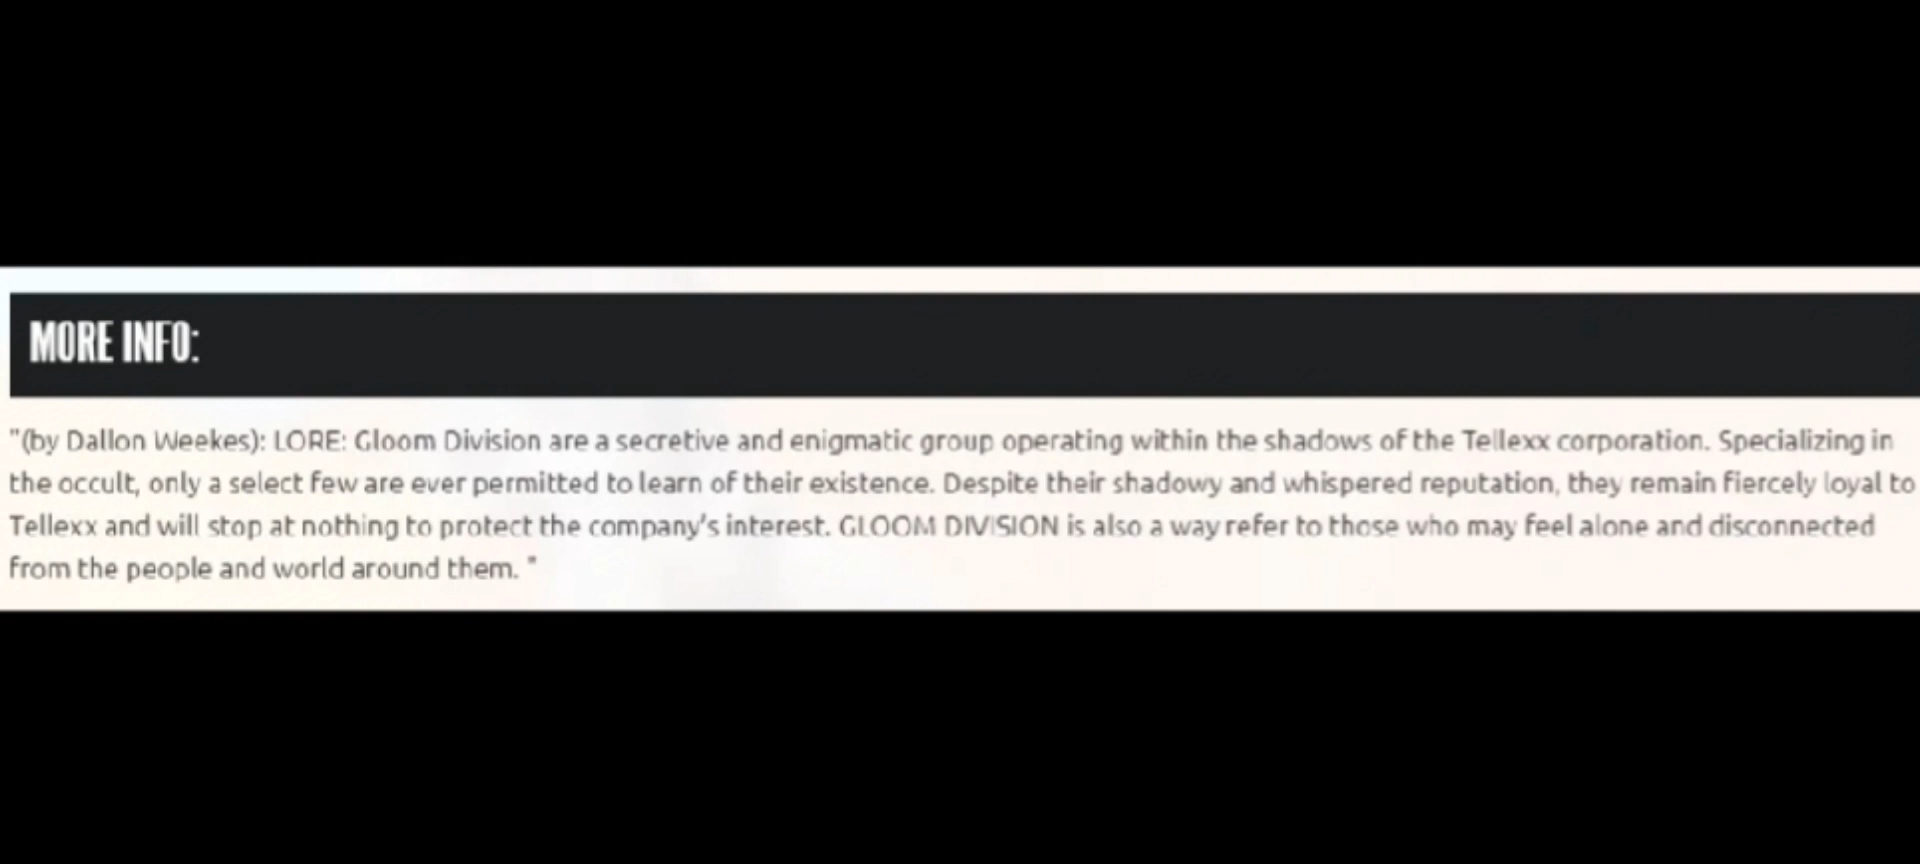 MORE INFO:
"(by Dallon Weekes): LORE: Gloom Division are a secretive and enigmatic group operating within the shadows of the Tellexx corporation. Specializing in
the occult, only a select few are ever permitted to learn of their existence. Despite their shadowy and whispered reputation, they remain fiercely loyal to
Tellexx and will stop at nothing to protect the company's interest. GLOOM DIVISION is also a way refer to those who may feel alone and disconnected
from the people and world around them. "